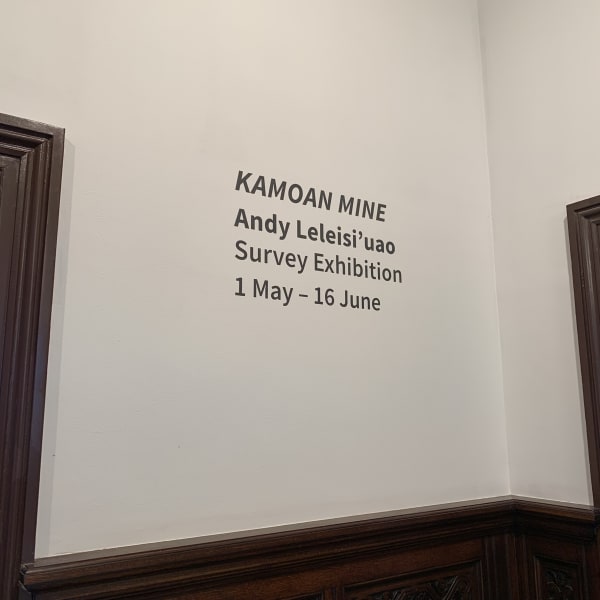 KAMOAN MINE
Andy Leleisi’uao
Survey Exhibition
1 May – 16 June